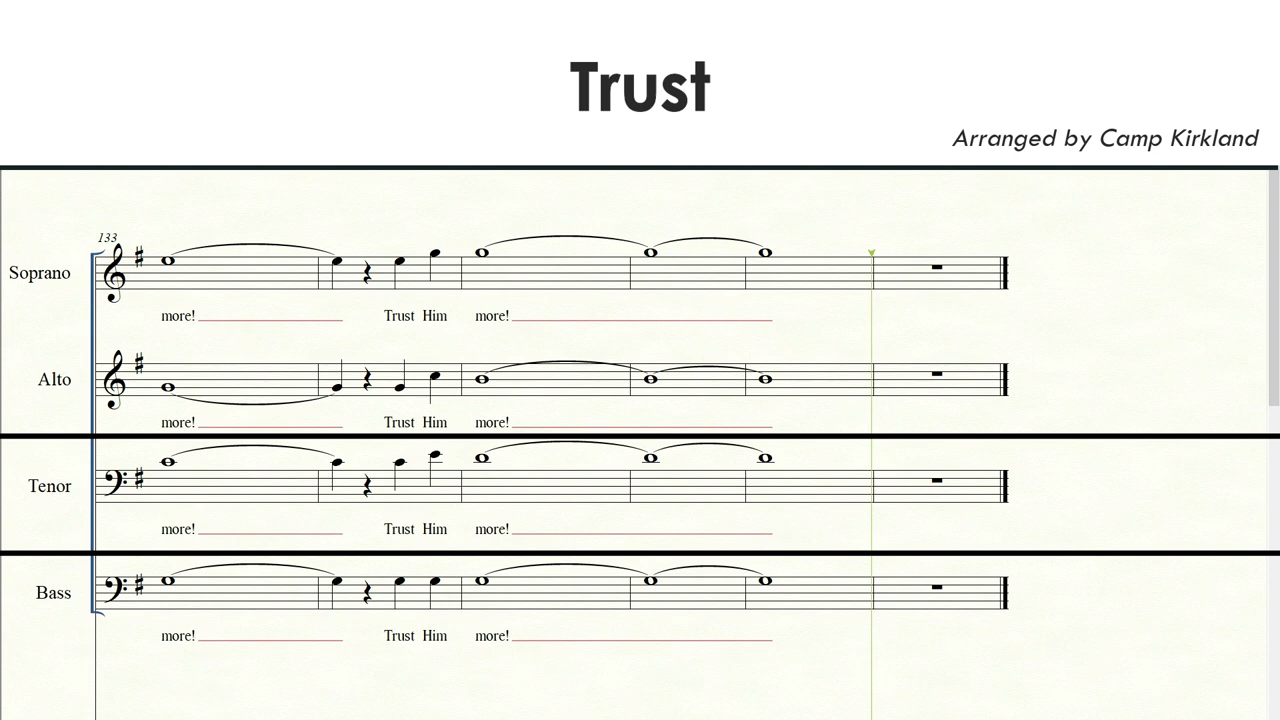 Trust
Arranged by Camp Kirkland
133
Soprano
more! Trust Him more!
Alto
more! Trust Him more!
Tenor
more! Trust Him more!
Bass
more! Trust Him more!